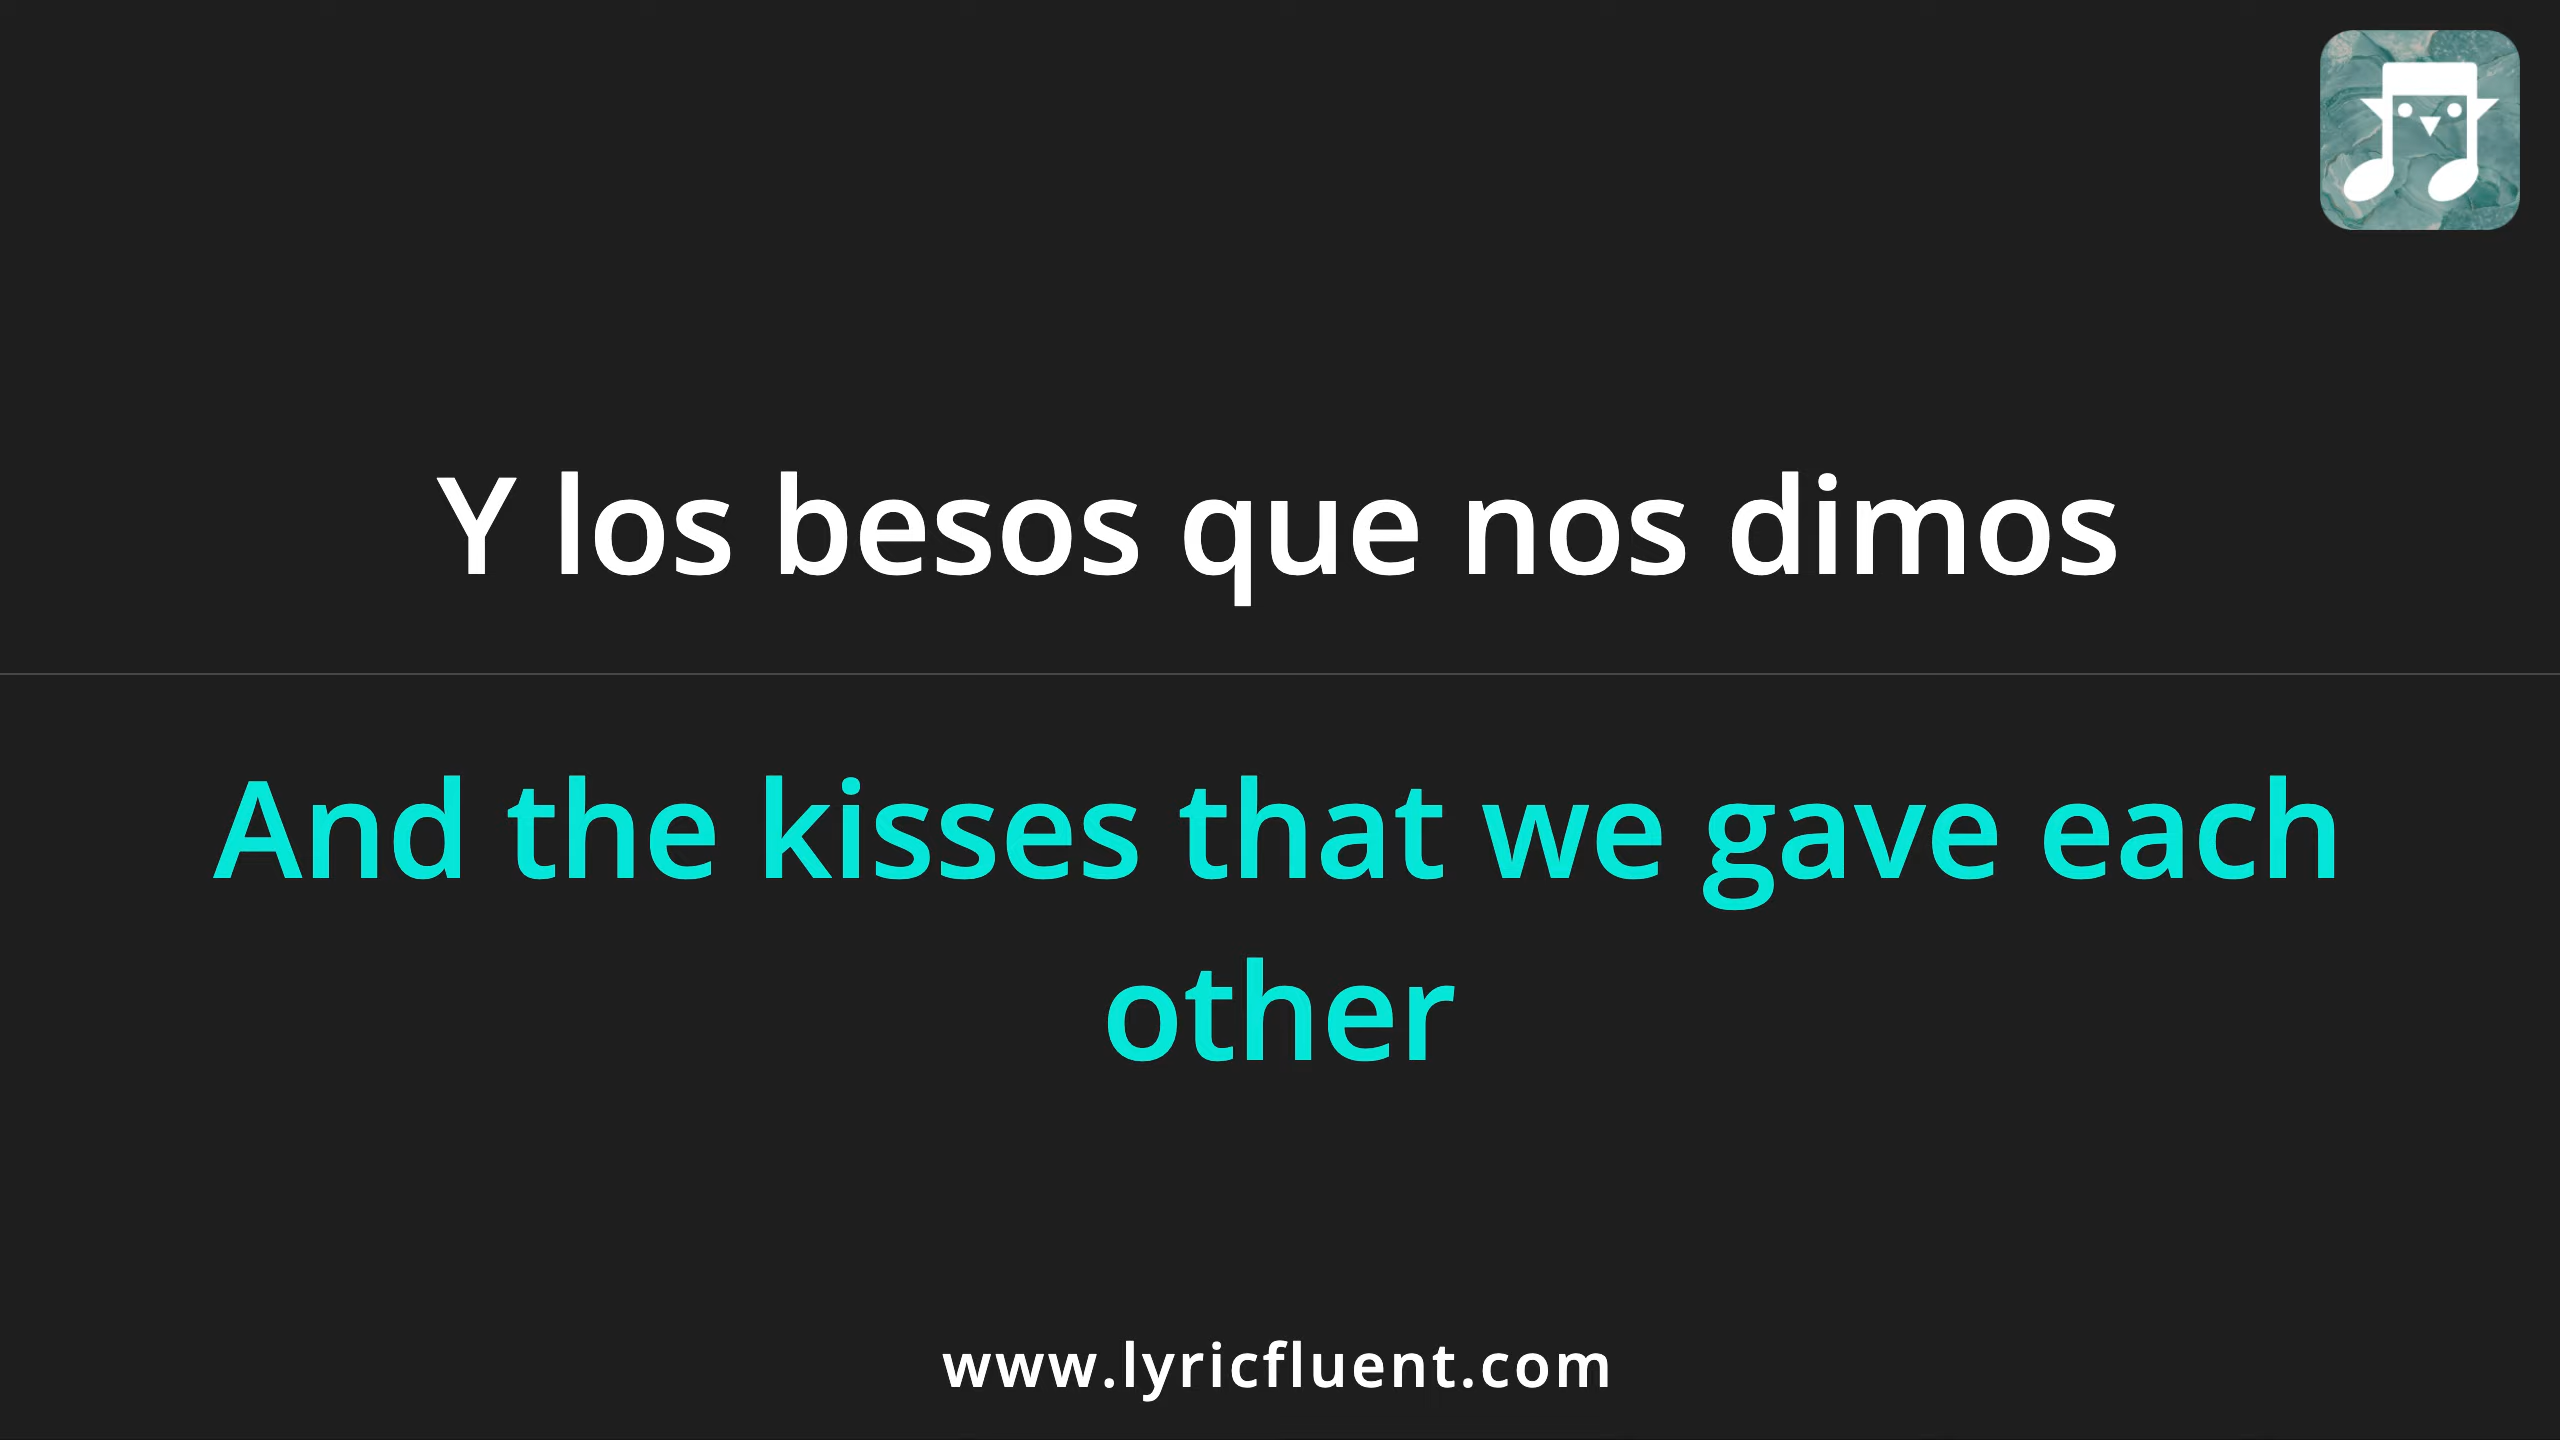 Y los besos que nos dimos
And the kisses that we gave each
other
www.lyricfluent.com